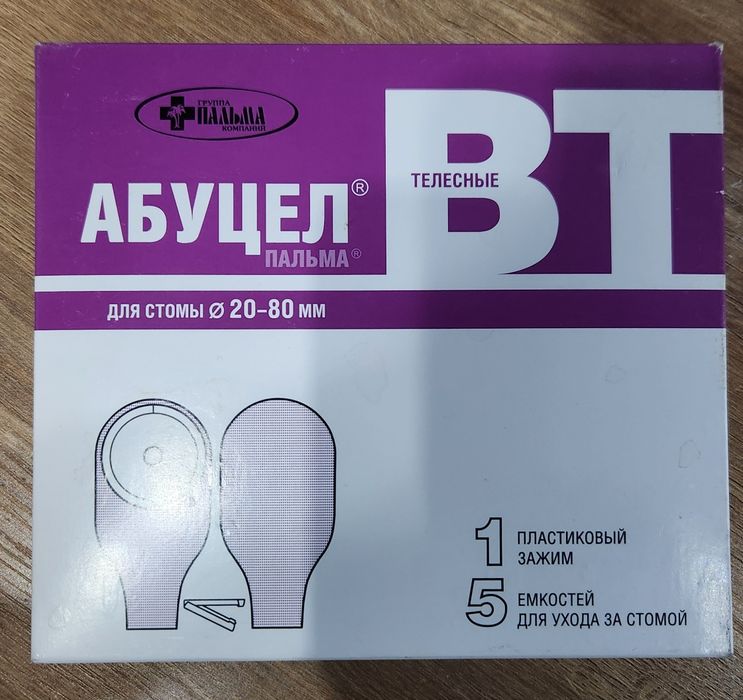 ГРУППА
ПАЛЬМА
КОМПАНИЙ
АБУЦЕЛ®
ПАЛЬМА®
ТЕЛЕСНЫЕ
ВТ
ДЛЯ СТОМЫ Ø 20-80 ММ
1 ПЛАСТИКОВЫЙ
ЗАЖИМ
5 ЕМКОСТЕЙ
ДЛЯ УХОДА ЗА СТОМОЙ